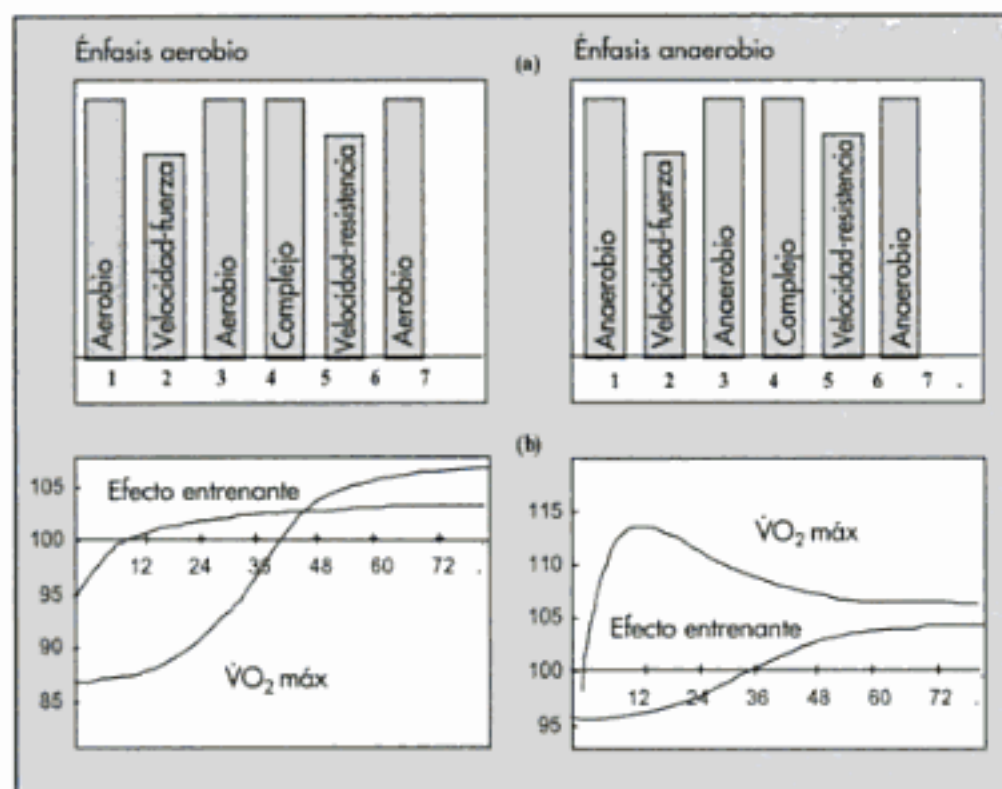 Énfasis aerobio
(a)
Énfasis anaerobio
Aerobio
Velocidad-fuerza
Aerobio
Complejo
Velocidad-resistencia
Aerobio
1 2 3 4 5 6 7
Anaerobio
Velocidad-fuerza
Anaerobio
Complejo
Velocidad-resistencia
Anaerobio
1 2 3 4 5 6 7 .
(b)
105
100
95
90
85
Efecto entrenante
12 24 36 48 60 72 .
V̇O₂ máx
115
110
105
100
95
V̇O₂ máx
Efecto entrenante
12 24 36 48 60 72 .